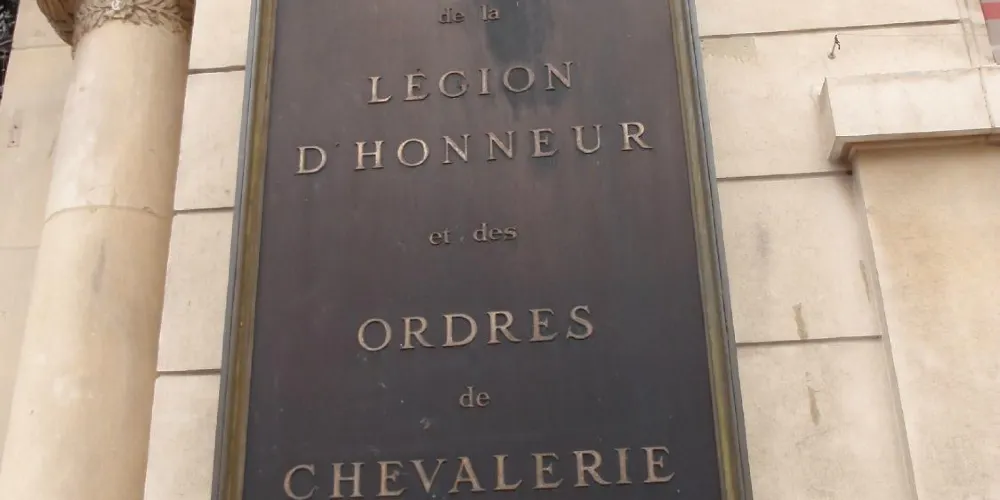 de la
LÉGION
D'HONNEUR
et des
ORDRES
de
CHEVALERIE